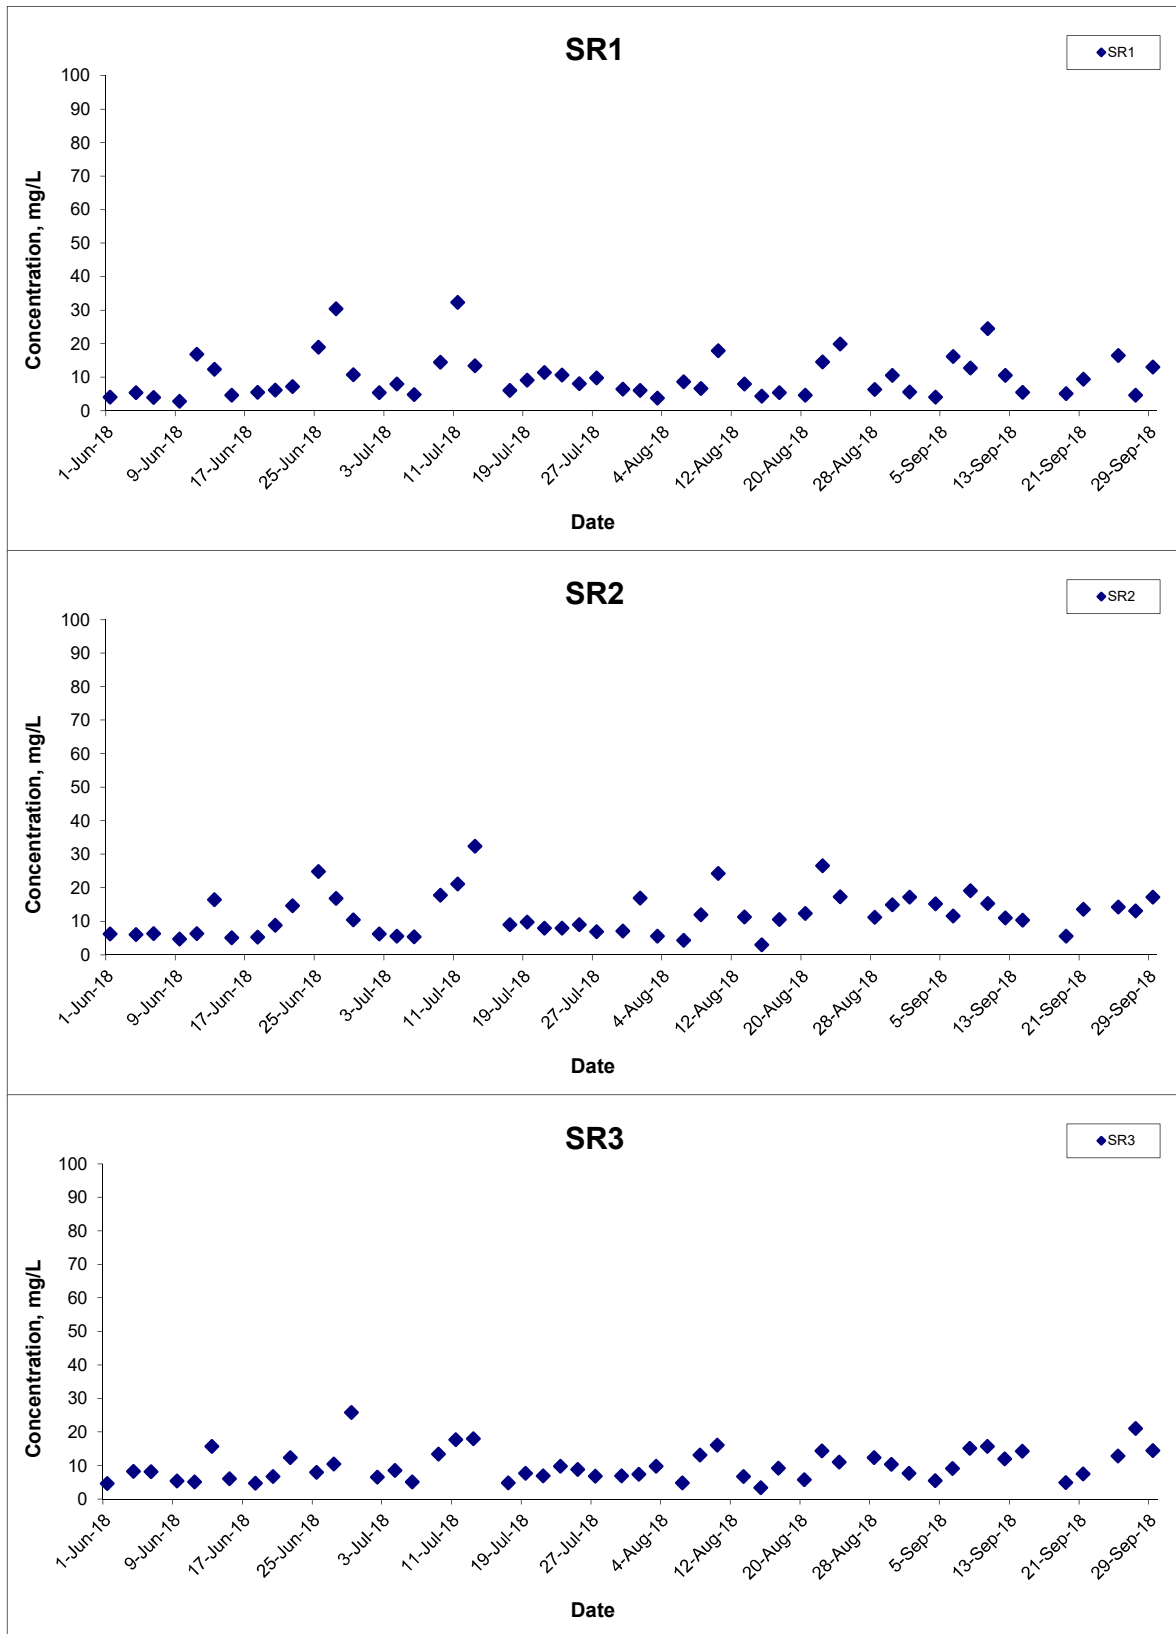 SR1
SR1
100
90
80
70
60
50
40
30
20
10
0
Concentration, mg/L
1-Jun-18
9-Jun-18
17-Jun-18
25-Jun-18
3-Jul-18
11-Jul-18
19-Jul-18
27-Jul-18
4-Aug-18
12-Aug-18
20-Aug-18
28-Aug-18
5-Sep-18
13-Sep-18
21-Sep-18
29-Sep-18
Date
SR2
SR2
100
90
80
70
60
50
40
30
20
10
0
Concentration, mg/L
1-Jun-18
9-Jun-18
17-Jun-18
25-Jun-18
3-Jul-18
11-Jul-18
19-Jul-18
27-Jul-18
4-Aug-18
12-Aug-18
20-Aug-18
28-Aug-18
5-Sep-18
13-Sep-18
21-Sep-18
29-Sep-18
Date
SR3
SR3
100
90
80
70
60
50
40
30
20
10
0
Concentration, mg/L
1-Jun-18
9-Jun-18
17-Jun-18
25-Jun-18
3-Jul-18
11-Jul-18
19-Jul-18
27-Jul-18
4-Aug-18
12-Aug-18
20-Aug-18
28-Aug-18
5-Sep-18
13-Sep-18
21-Sep-18
29-Sep-18
Date